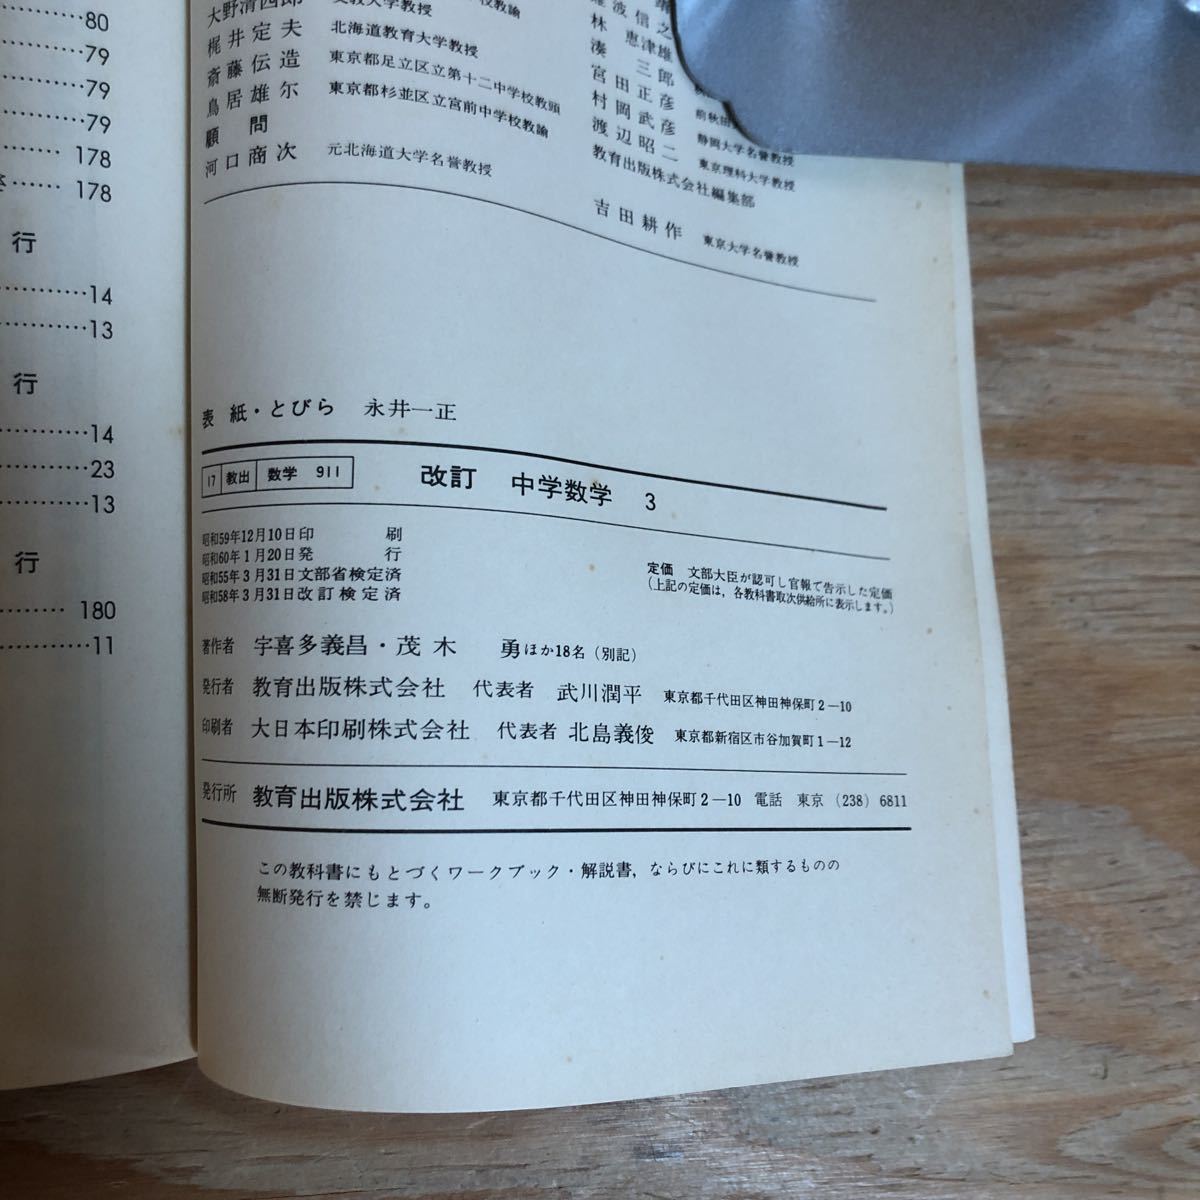 80
79
79
79
178
178
行
14
13
行
14
23
13
行
180
11
大野清四郎
教授
梶井定夫 北海道教育大学教授
斎藤伝造 東京都足立区立第十二中学校教頭
鳥居雄尓 東京都杉並区立宮前中学校教諭
顧問
河口商次 元北海道大学名誉教授
波信之
林 恵津雄
湊 三郎
宮田正彦 前秋田
村岡武彦 静岡大学名誉教授
渡辺昭二 東京理科大学教授
教育出版株式会社編集部
吉田耕作 東京大学名誉教授
表紙・とびら 永井一正
17 教出 数学 911 改訂 中学数学 3
昭和59年12月10日印刷
昭和60年1月20日発行
昭和55年3月31日文部省検定済
昭和58年3月31日改訂検定済
定価 文部大臣が認可し官報で告示した定価
(上記の定価は,各教科書取次供給所に表示します。)
著作者 宇喜多義昌・茂木 勇ほか18名(別記)
発行者 教育出版株式会社 代表者 武川潤平 東京都千代田区神田神保町2−10
印刷者 大日本印刷株式会社 代表者 北島義俊 東京都新宿区市谷加賀町1−12
発行所 教育出版株式会社 東京都千代田区神田神保町2−10 電話 東京 (238) 6811
この教科書にもとづくワークブック・解説書,ならびにこれに類するものの
無断発行を禁じます。